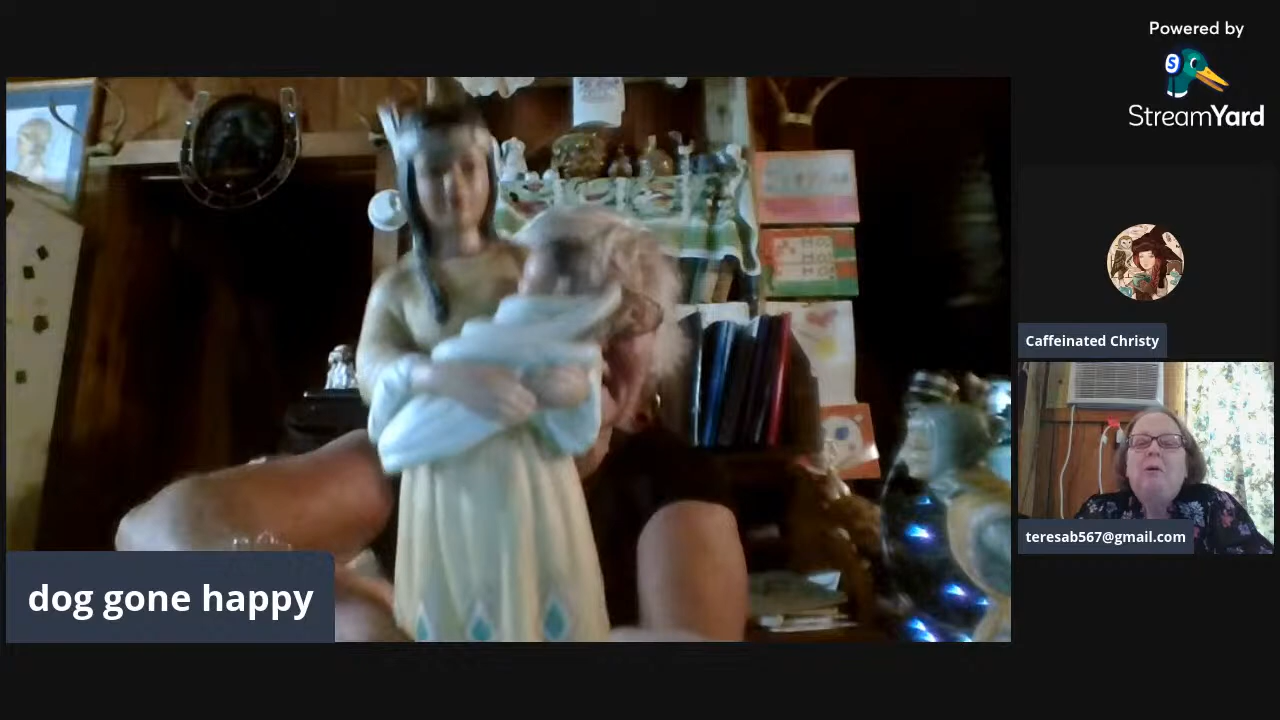 Powered by
StreamYard
Caffeinated Christy
teresab567@gmail.com
dog gone happy